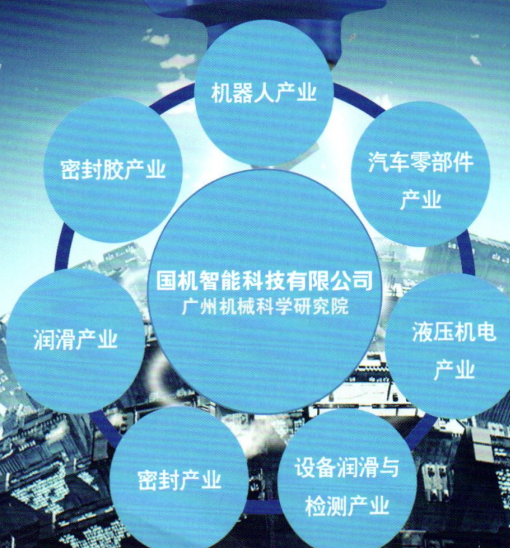 机器人产业
汽车零部件
产业
液压机电
产业
设备润滑与
检测产业
密封产业
润滑产业
密封胶产业
国机智能科技有限公司
广州机械科学研究院